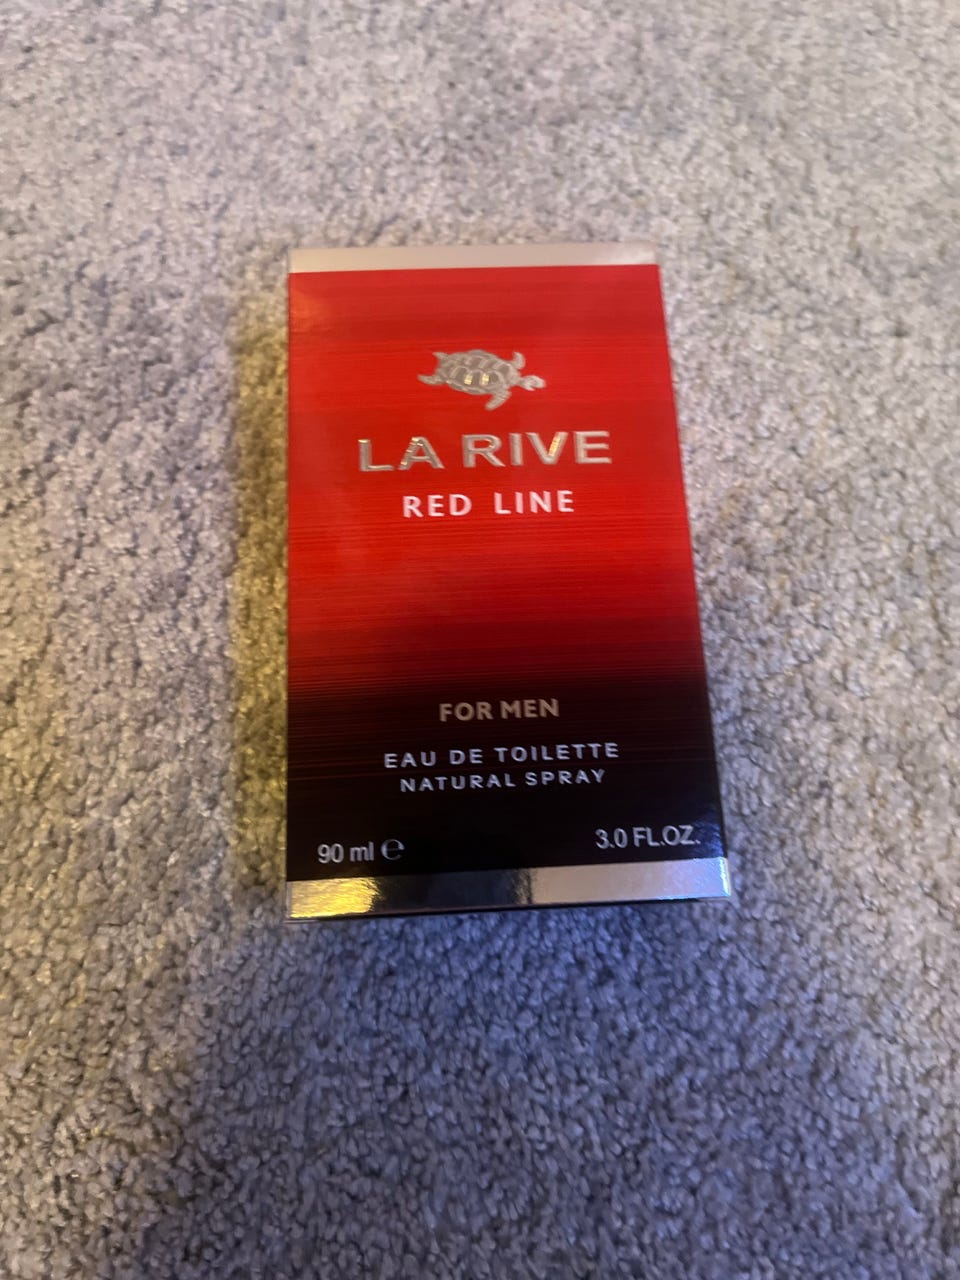 LA RIVE
RED LINE
FOR MEN
EAU DE TOILETTE
NATURAL SPRAY
90 ml ℮
3.0 FL.OZ.